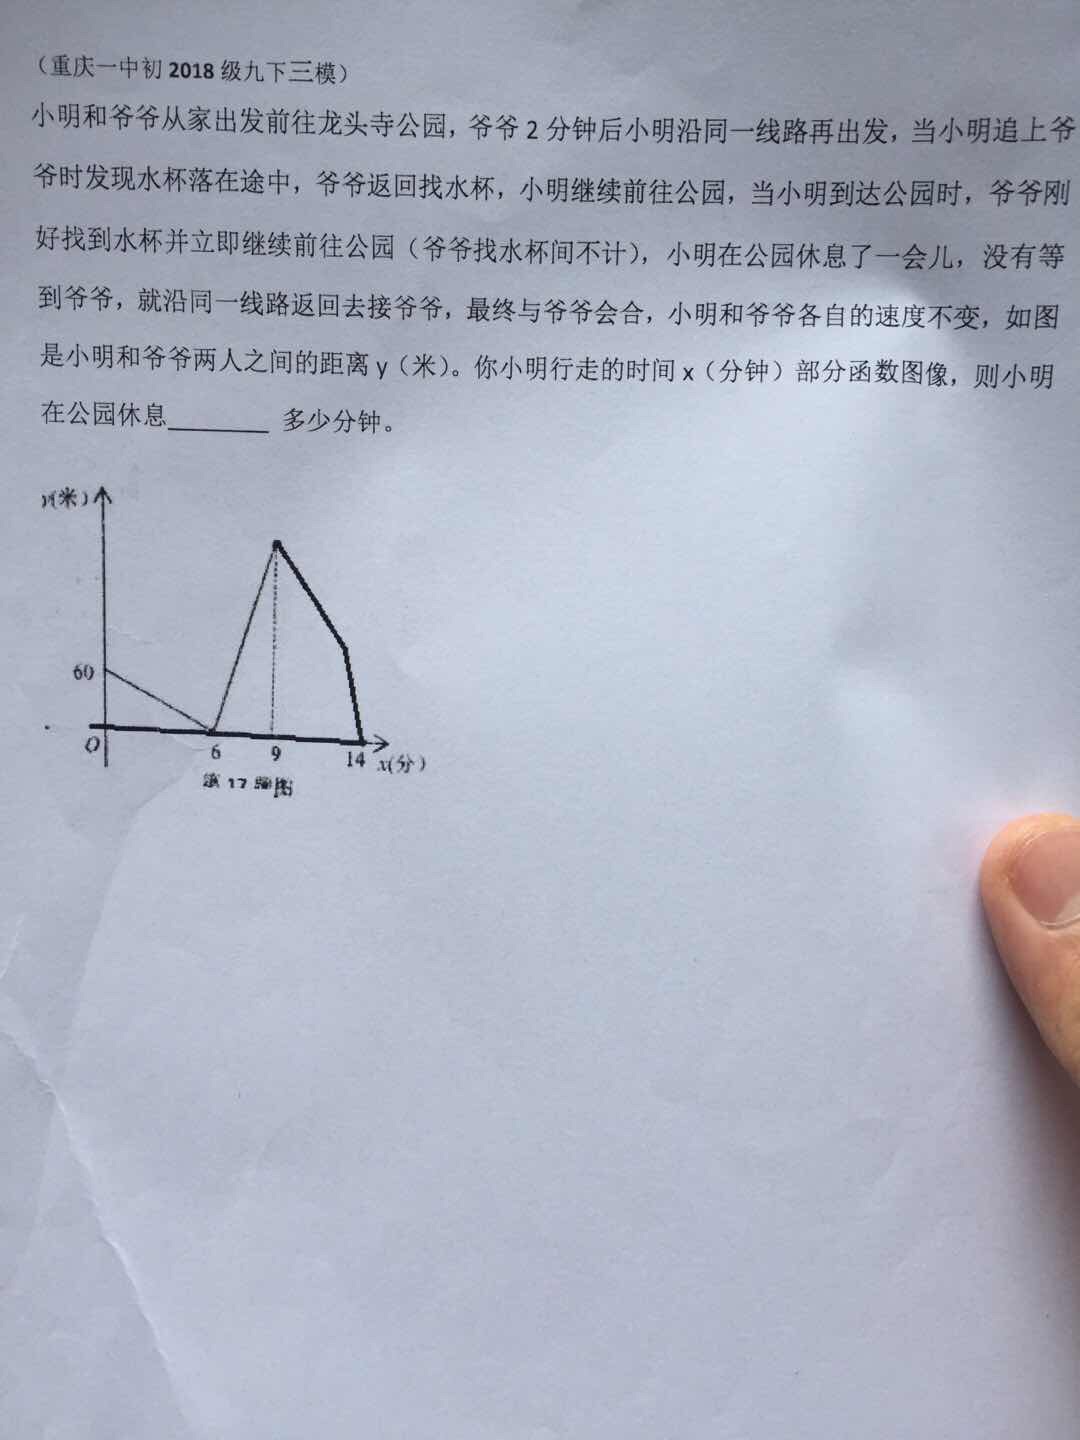 （重庆一中初 2018 级九下三模）
小明和爷爷从家出发前往龙头寺公园，爷爷 2 分钟后小明沿同一线路再出发，当小明追上爷
爷时发现水杯落在途中，爷爷返回找水杯，小明继续前往公园，当小明到达公园时，爷爷刚
好找到水杯并立即继续前往公园（爷爷找水杯间不计），小明在公园休息了一会儿，没有等
到爷爷，就沿同一线路返回去接爷爷，最终与爷爷会合，小明和爷爷各自的速度不变，如图
是小明和爷爷两人之间的距离 y（米）。你小明行走的时间 x（分钟）部分函数图像，则小明
在公园休息________ 多少分钟。
y(米)
60
O
6
9
14
x(分)
第 17 题图